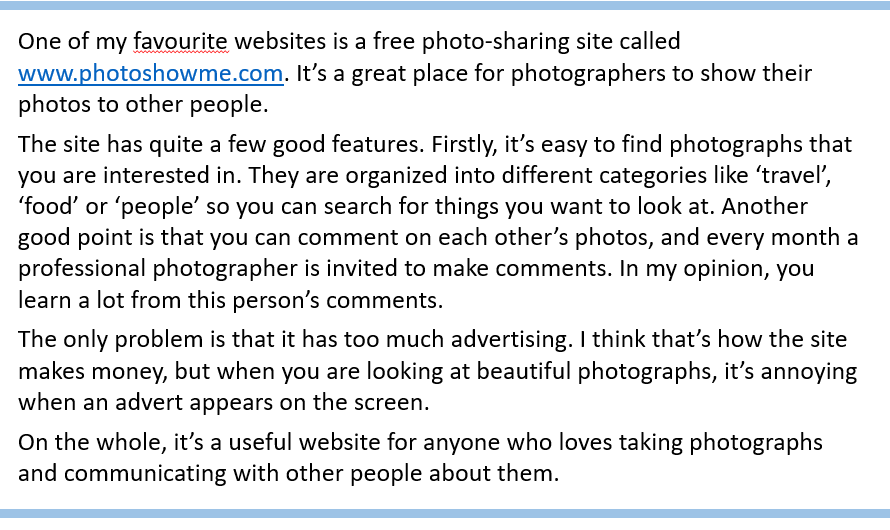 One of my favourite websites is a free photo-sharing site called
www.photoshowme.com. It’s a great place for photographers to show their
photos to other people.
The site has quite a few good features. Firstly, it’s easy to find photographs that
you are interested in. They are organized into different categories like ‘travel’,
‘food’ or ‘people’ so you can search for things you want to look at. Another
good point is that you can comment on each other’s photos, and every month a
professional photographer is invited to make comments. In my opinion, you
learn a lot from this person’s comments.
The only problem is that it has too much advertising. I think that’s how the site
makes money, but when you are looking at beautiful photographs, it’s annoying
when an advert appears on the screen.
On the whole, it’s a useful website for anyone who loves taking photographs
and communicating with other people about them.